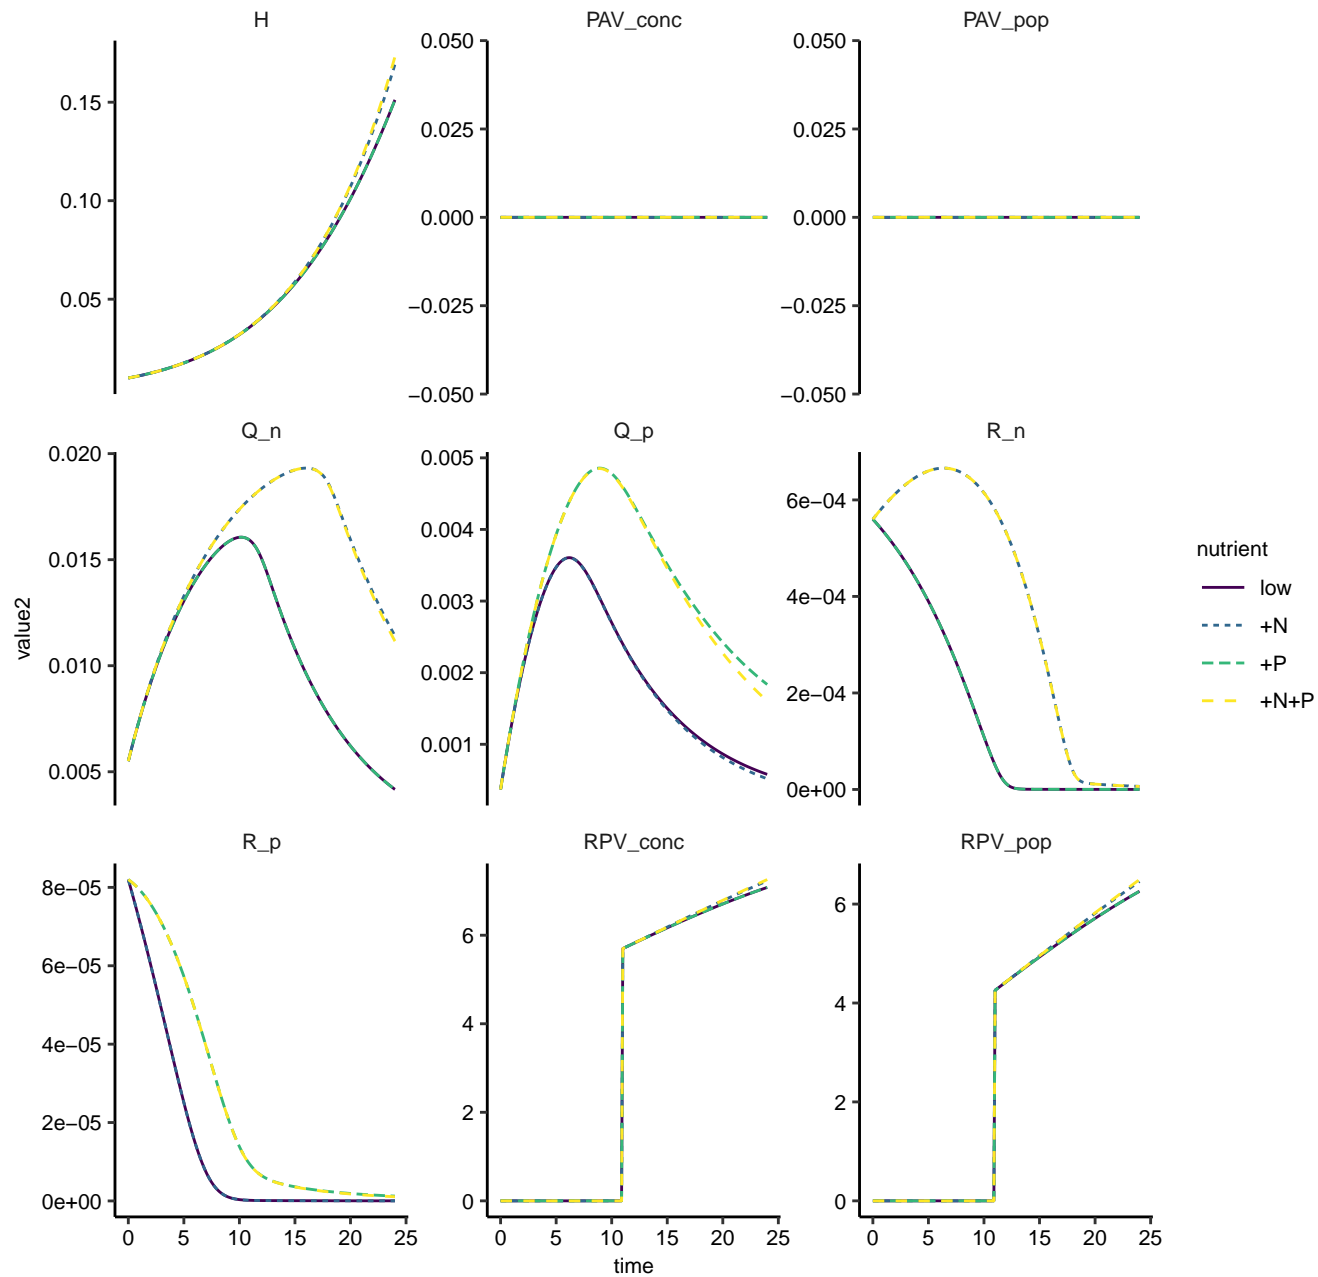 H
PAV_conc
PAV_pop
0.15
0.10
0.05
0.050
0.025
0.000
−0.025
−0.050
0.050
0.025
0.000
−0.025
−0.050
Q_n
Q_p
R_n
0.020
0.015
0.010
0.005
0.005
0.004
0.003
0.002
0.001
6e−04
4e−04
2e−04
0e+00
R_p
RPV_conc
RPV_pop
8e−05
6e−05
4e−05
2e−05
0e+00
6
4
2
0
6
4
2
0
0 5 10 15 20 25
0 5 10 15 20 25
0 5 10 15 20 25
time
value2
nutrient
low
+N
+P
+N+P